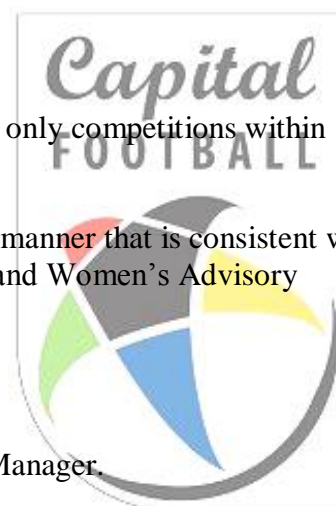 Capital
only competitions within
FOOTBALL
manner that is consistent w
and Women's Advisory
Manager.